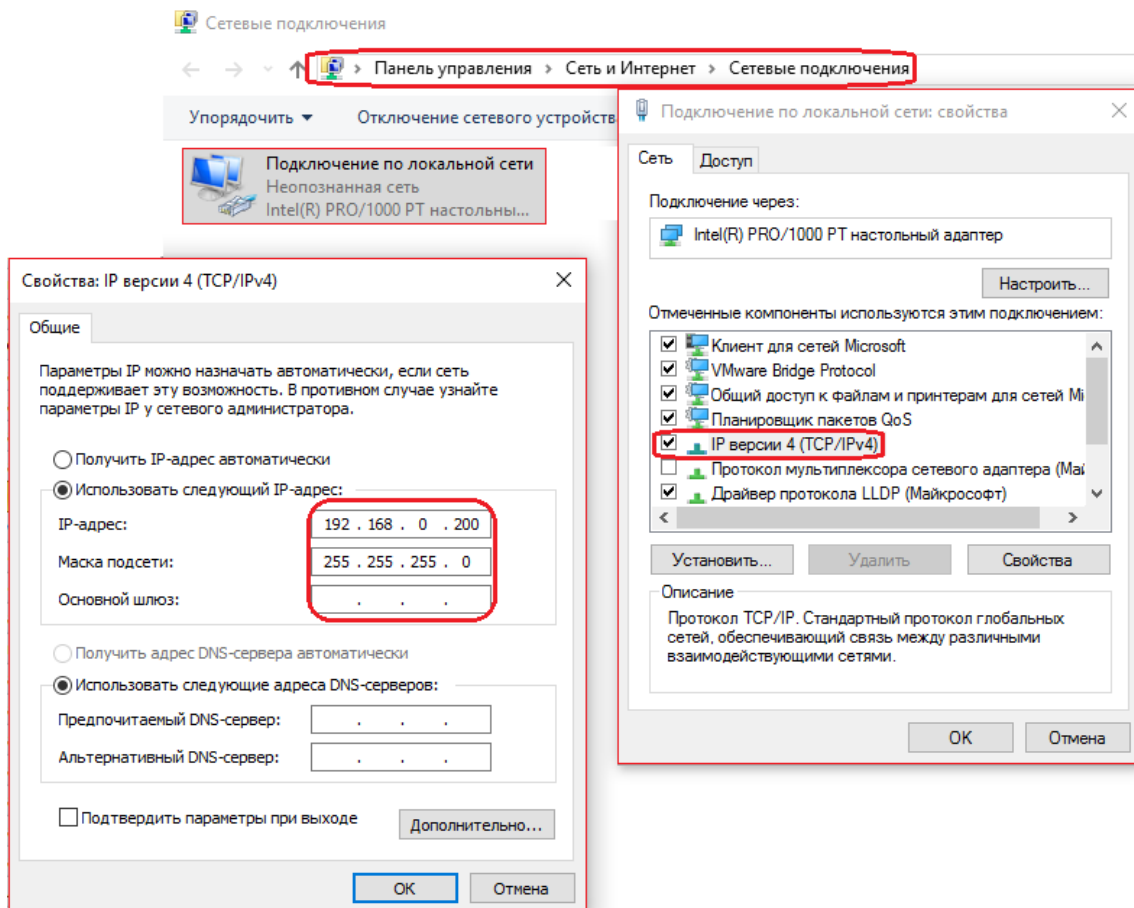 Сетевые подключения
Панель управления > Сеть и Интернет > Сетевые подключения
Упорядочить Отключение сетевого устройств
Подключение по локальной сети
Неопознанная сеть
Intel(R) PRO/1000 PT настольны...
Подключение по локальной сети: свойства
Сеть Доступ
Подключение через:
Intel(R) PRO/1000 PT настольный адаптер
Настроить...
Отмеченные компоненты используются этим подключением:
Клиент для сетей Microsoft
VMware Bridge Protocol
Общий доступ к файлам и принтерам для сетей Mi
Планировщик пакетов QoS
IP версии 4 (TCP/IPv4)
Протокол мультиплексора сетевого адаптера (Май
Драйвер протокола LLDP (Майкрософт)
Установить... Удалить Свойства
Описание
Протокол TCP/IP. Стандартный протокол глобальных
сетей, обеспечивающий связь между различными
взаимодействующими сетями.
OK Отмена
Свойства: IP версии 4 (TCP/IPv4)
Общие
Параметры IP можно назначать автоматически, если сеть
поддерживает эту возможность. В противном случае узнайте
параметры IP у сетевого администратора.
Получить IP-адрес автоматически
Использовать следующий IP-адрес:
IP-адрес: 192 . 168 . 0 . 200
Маска подсети: 255 . 255 . 255 . 0
Основной шлюз: . . .
Получить адрес DNS-сервера автоматически
Использовать следующие адреса DNS-серверов:
Предпочитаемый DNS-сервер: . . .
Альтернативный DNS-сервер: . . .
Подтвердить параметры при выходе
Дополнительно...
OK Отмена